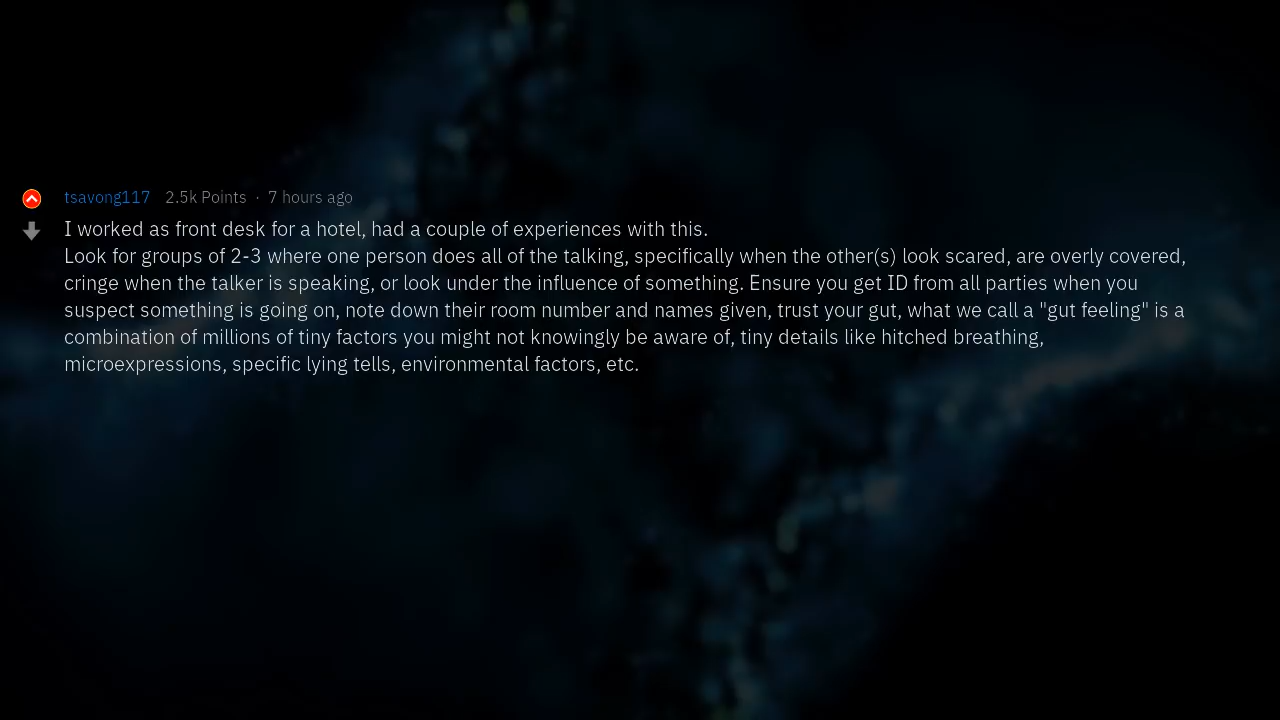 tsavong117 2.5k Points · 7 hours ago
I worked as front desk for a hotel, had a couple of experiences with this.
Look for groups of 2-3 where one person does all of the talking, specifically when the other(s) look scared, are overly covered,
cringe when the talker is speaking, or look under the influence of something. Ensure you get ID from all parties when you
suspect something is going on, note down their room number and names given, trust your gut, what we call a "gut feeling" is a
combination of millions of tiny factors you might not knowingly be aware of, tiny details like hitched breathing,
microexpressions, specific lying tells, environmental factors, etc.